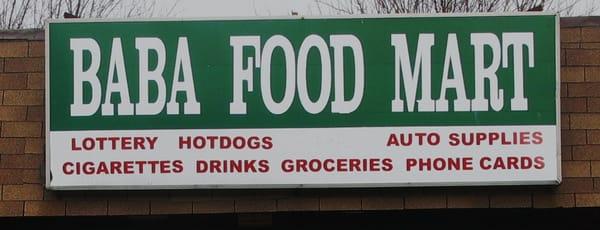 BABA FOOD MART
LOTTERY HOTDOGS AUTO SUPPLIES
CIGARETTES DRINKS GROCERIES PHONE CARDS